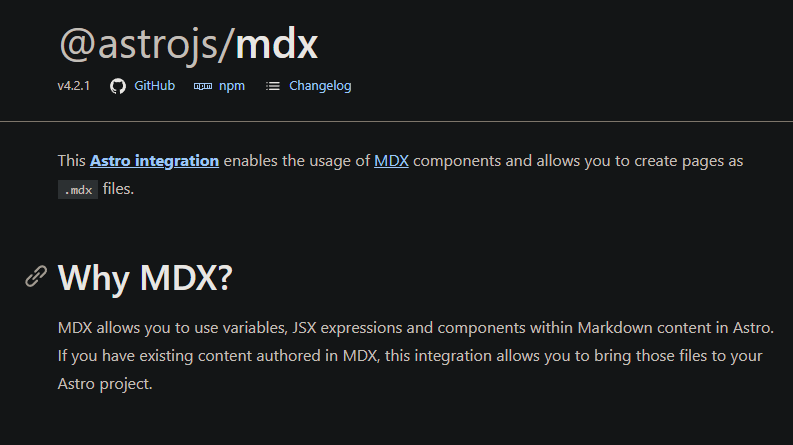 @astrojs/mdx
v4.2.1 GitHub npm Changelog
This Astro integration enables the usage of MDX components and allows you to create pages as
.mdx files.
Why MDX?
MDX allows you to use variables, JSX expressions and components within Markdown content in Astro.
If you have existing content authored in MDX, this integration allows you to bring those files to your
Astro project.